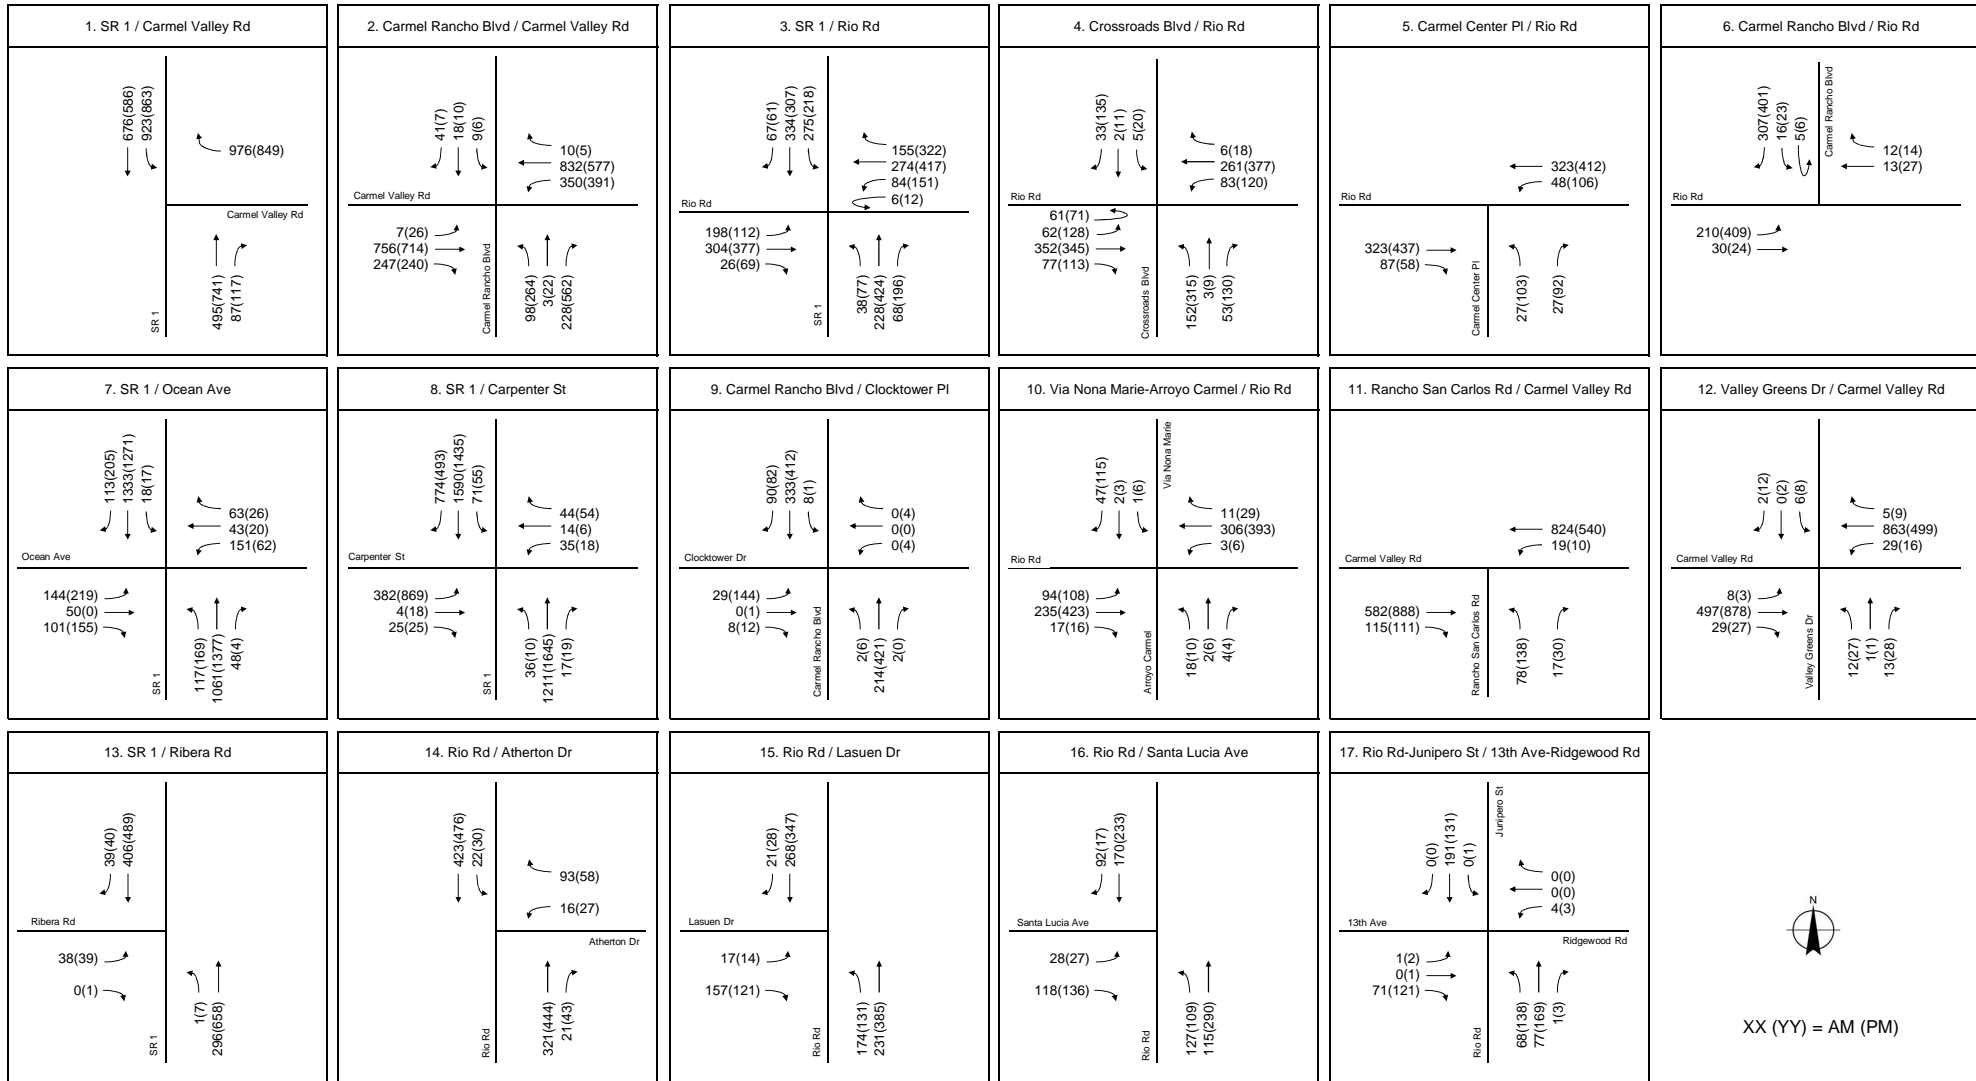 1. SR 1 / Carmel Valley Rd
676(586)
923(863)
976(849)
Carmel Valley Rd
SR 1
495(741)
87(117)
2. Carmel Rancho Blvd / Carmel Valley Rd
41(7)
18(10)
9(6)
10(5)
832(577)
350(391)
Carmel Valley Rd
7(26)
756(714)
247(240)
Carmel Rancho Blvd
98(264)
3(22)
228(562)
3. SR 1 / Rio Rd
67(61)
334(307)
275(218)
155(322)
274(417)
84(151)
6(12)
Rio Rd
198(112)
304(377)
26(69)
SR 1
38(77)
228(424)
68(196)
4. Crossroads Blvd / Rio Rd
33(135)
2(11)
5(20)
6(18)
261(377)
83(120)
Rio Rd
61(71)
62(128)
352(345)
77(113)
Crossroads Blvd
152(315)
3(9)
53(130)
5. Carmel Center Pl / Rio Rd
323(412)
48(106)
Rio Rd
323(437)
87(58)
Carmel Center Pl
27(103)
27(92)
6. Carmel Rancho Blvd / Rio Rd
307(401)
16(23)
5(6)
Carmel Rancho Blvd
12(14)
13(27)
Rio Rd
210(409)
30(24)
7. SR 1 / Ocean Ave
113(205)
1333(1271)
18(17)
63(26)
43(20)
151(62)
Ocean Ave
144(219)
50(0)
101(155)
SR 1
117(169)
1061(1377)
48(4)
8. SR 1 / Carpenter St
774(493)
1590(1435)
71(55)
44(54)
14(6)
35(18)
Carpenter St
382(869)
4(18)
25(25)
SR 1
36(10)
1211(1645)
17(19)
9. Carmel Rancho Blvd / Clocktower Pl
90(82)
333(412)
8(1)
0(4)
0(0)
0(4)
Clocktower Dr
29(144)
0(1)
8(12)
Carmel Rancho Blvd
2(6)
214(421)
2(0)
10. Via Nona Marie-Arroyo Carmel / Rio Rd
47(115)
2(3)
1(6)
Via Nona Marie
11(29)
306(393)
3(6)
Rio Rd
94(108)
235(423)
17(16)
Arroyo Carmel
18(10)
2(6)
4(4)
11. Rancho San Carlos Rd / Carmel Valley Rd
824(540)
19(10)
Carmel Valley Rd
582(888)
115(111)
Rancho San Carlos Rd
78(138)
17(30)
12. Valley Greens Dr / Carmel Valley Rd
2(12)
0(2)
6(8)
5(9)
863(499)
29(16)
Carmel Valley Rd
8(3)
497(878)
29(27)
Valley Greens Dr
12(27)
1(1)
13(28)
13. SR 1 / Ribera Rd
39(40)
406(489)
Ribera Rd
38(39)
0(1)
SR 1
1(7)
296(658)
14. Rio Rd / Atherton Dr
423(476)
22(30)
93(58)
16(27)
Atherton Dr
Rio Rd
321(444)
21(43)
15. Rio Rd / Lasuen Dr
21(28)
268(347)
Lasuen Dr
17(14)
157(121)
Rio Rd
174(131)
231(385)
16. Rio Rd / Santa Lucia Ave
92(17)
170(233)
Santa Lucia Ave
28(27)
118(136)
Rio Rd
127(109)
115(290)
17. Rio Rd-Junipero St / 13th Ave-Ridgewood Rd
0(0)
191(131)
0(1)
Junipero St
0(0)
0(0)
4(3)
13th Ave
Ridgewood Rd
1(2)
0(1)
71(121)
Rio Rd
68(138)
77(169)
1(3)
N
XX (YY) = AM (PM)